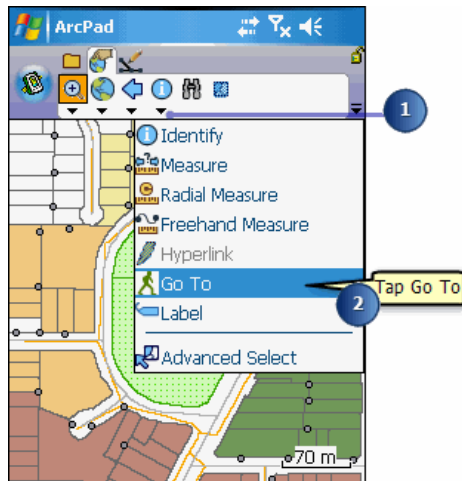 ArcPad
1
Identify
Measure
Radial Measure
Freehand Measure
Hyperlink
Go To
Tap Go To
2
Label
Advanced Select
70 m